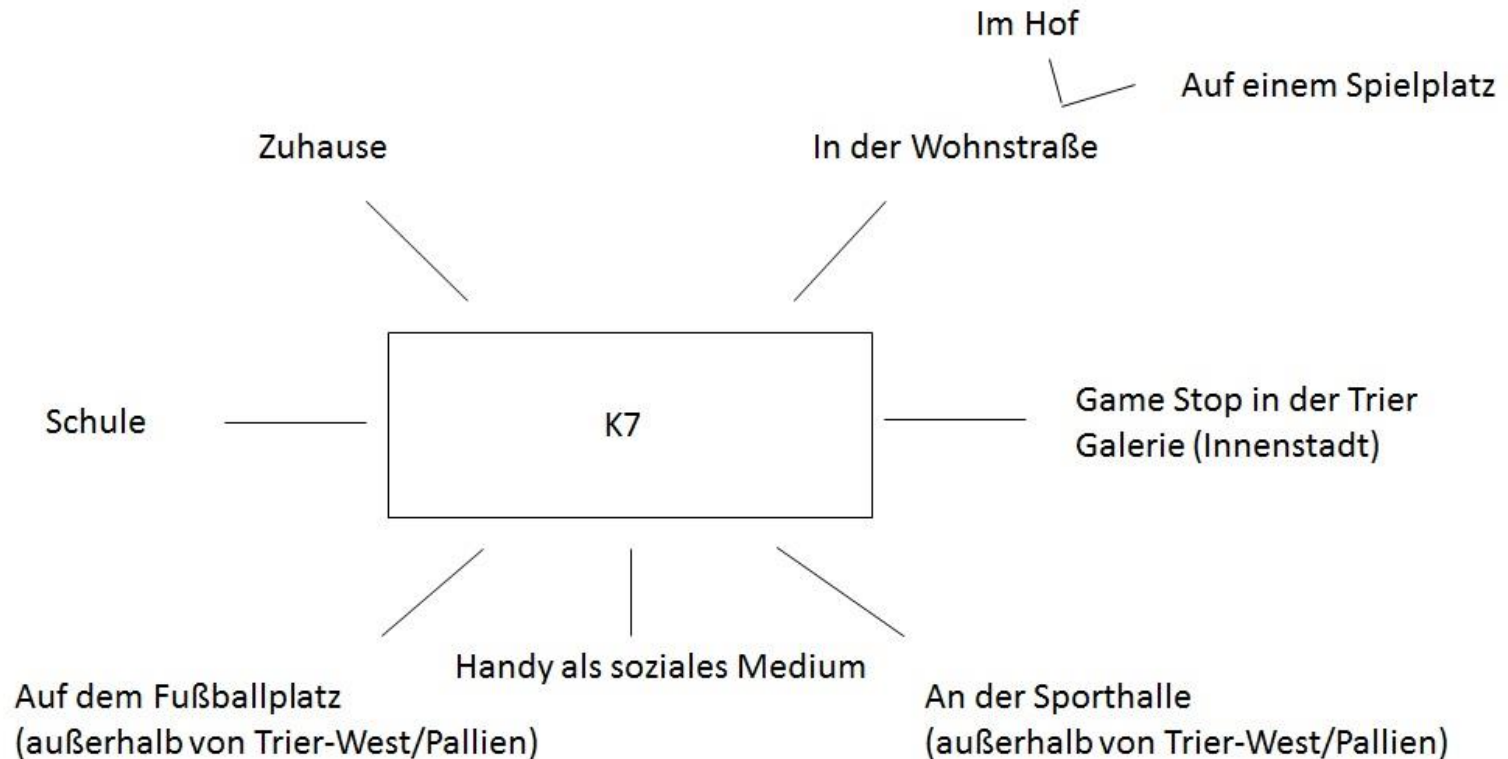 Im Hof
Auf einem Spielplatz
Zuhause
In der Wohnstraße
Schule
K7
Game Stop in der Trier
Galerie (Innenstadt)
Handy als soziales Medium
Auf dem Fußballplatz
(außerhalb von Trier-West/Pallien)
An der Sporthalle
(außerhalb von Trier-West/Pallien)